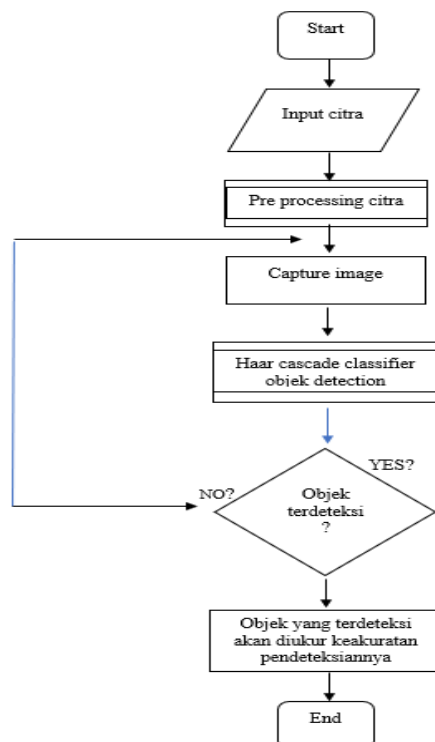 Start
Input citra
Pre processing citra
Capture image
Haar cascade classifier
objek detection
YES?
NO?
Objek
terdeteksi
?
Objek yang terdeteksi
akan diukur keakuratan
pendeteksiannya
End